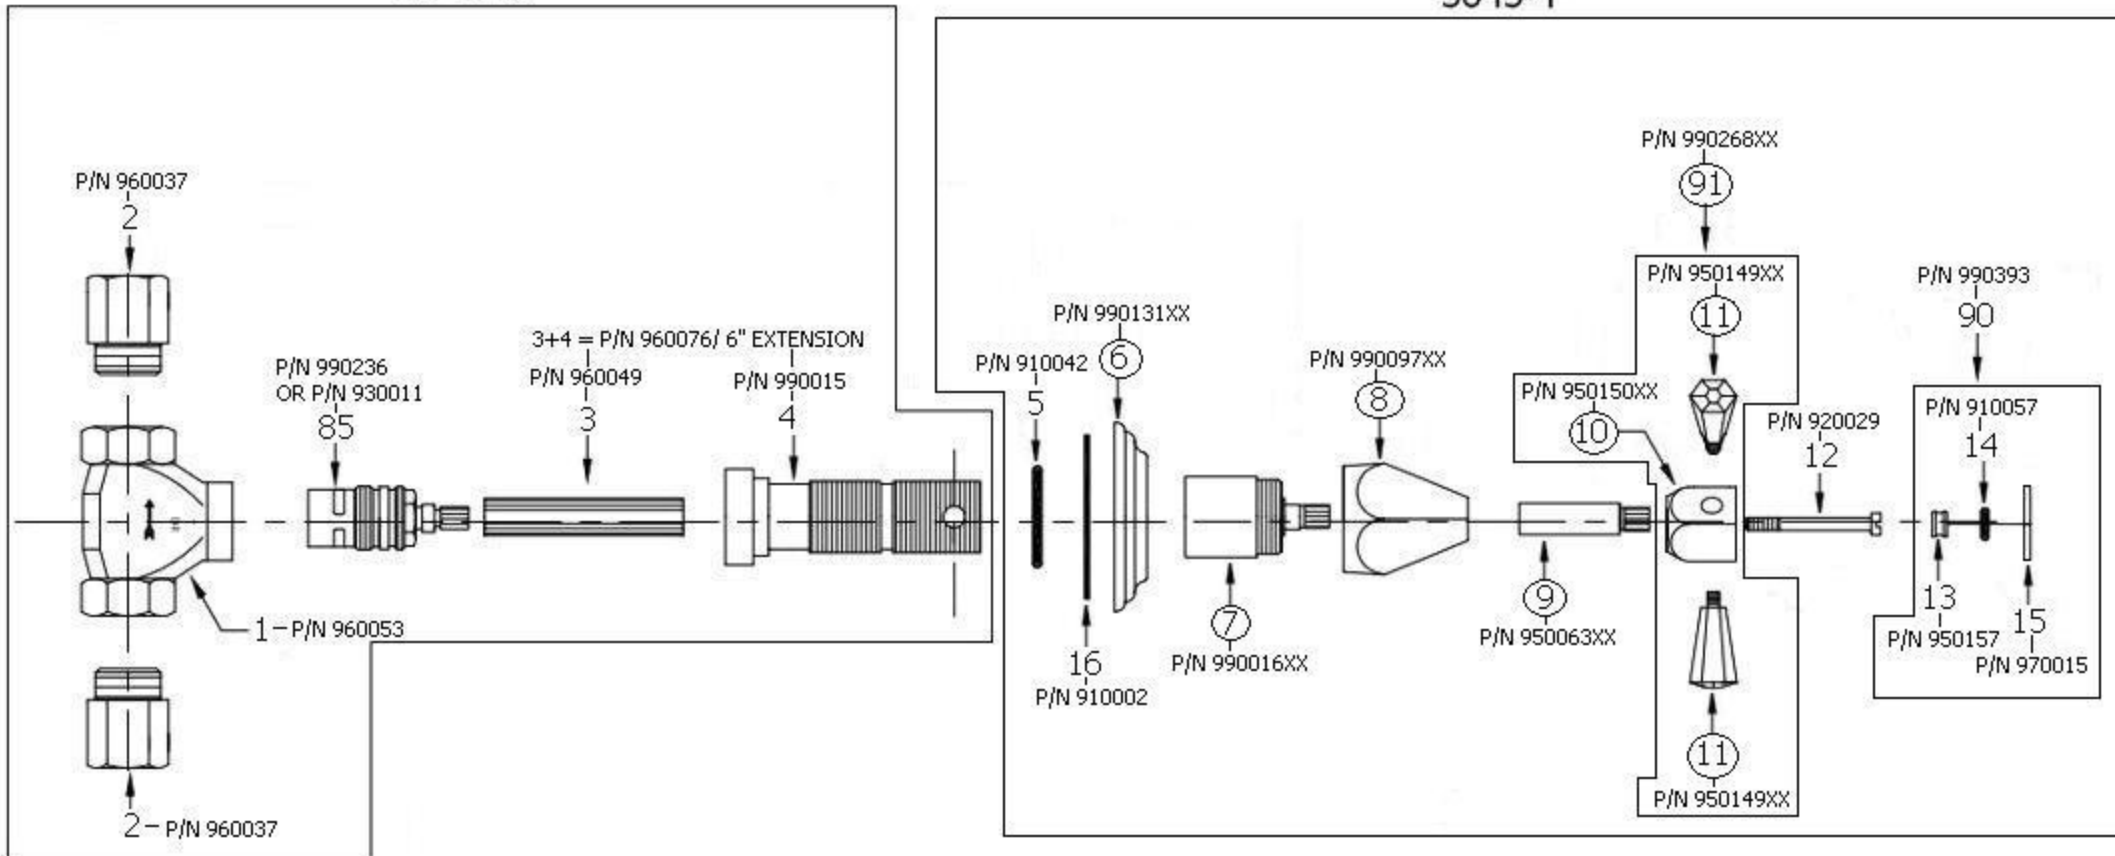 P/N 960037
2
P/N 990236
OR P/N 930011
85
3+4 = P/N 960076/ 6" EXTENSION
P/N 960049
3
P/N 990015
4
1-P/N 960053
2-P/N 960037
P/N 910042
5
P/N 990131XX
6
16
P/N 910002
7
P/N 990016XX
P/N 990097XX
8
9
P/N 950063XX
P/N 990268XX
91
P/N 950149XX
11
P/N 950150XX
10
P/N 920029
12
11
P/N 950149XX
P/N 990393
90
P/N 910057
14
13
P/N 950157
15
P/N 970015